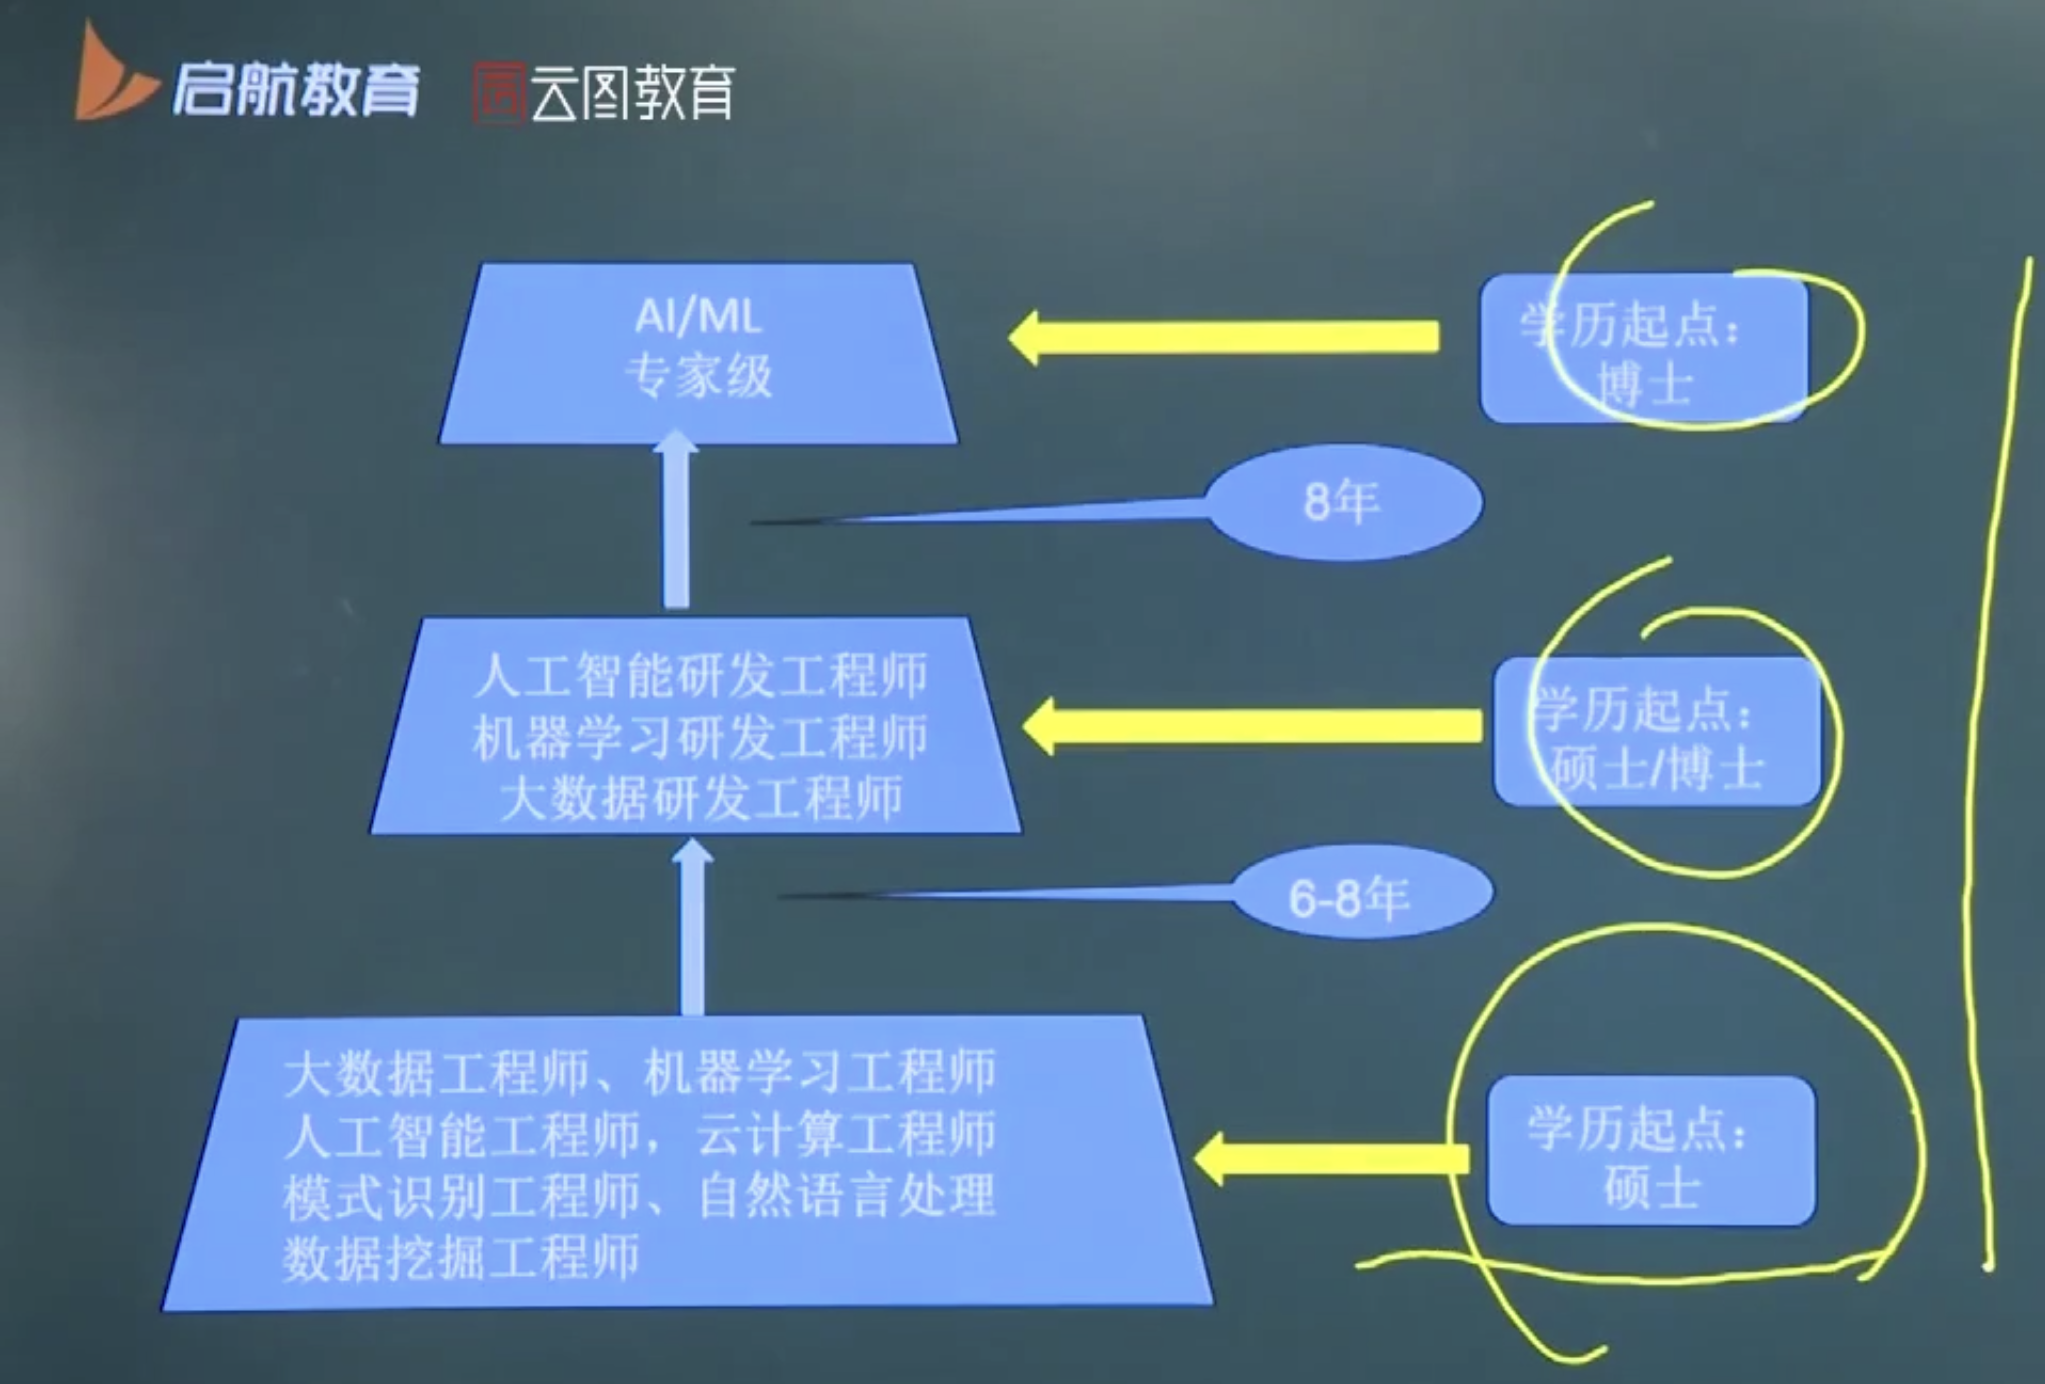 启航教育 云图教育
AI/ML
专家级
学历起点：
博士
8年
人工智能研发工程师
机器学习研发工程师
大数据研发工程师
学历起点：
硕士/博士
6-8年
大数据工程师、机器学习工程师
人工智能工程师，云计算工程师
模式识别工程师、自然语言处理
数据挖掘工程师
学历起点：
硕士